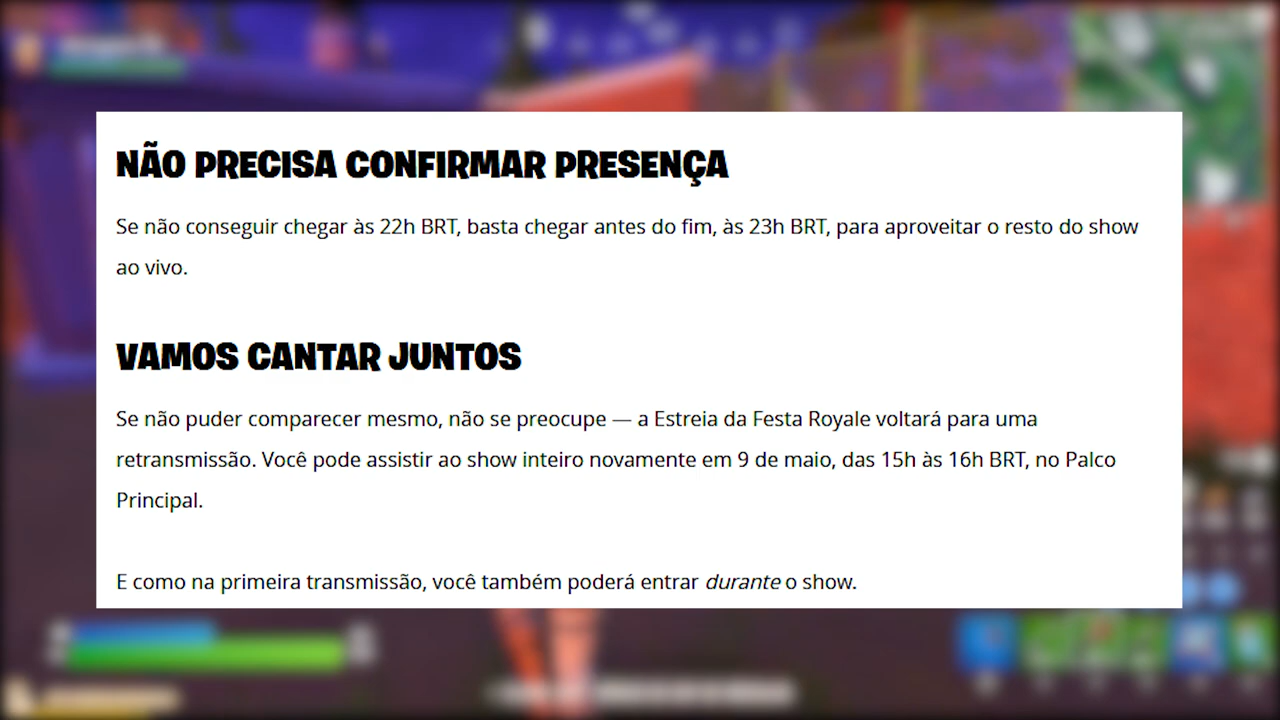 NÃO PRECISA CONFIRMAR PRESENÇA
Se não conseguir chegar às 22h BRT, basta chegar antes do fim, às 23h BRT, para aproveitar o resto do show
ao vivo.
VAMOS CANTAR JUNTOS
Se não puder comparecer mesmo, não se preocupe — a Estreia da Festa Royale voltará para uma
retransmissão. Você pode assistir ao show inteiro novamente em 9 de maio, das 15h às 16h BRT, no Palco
Principal.
E como na primeira transmissão, você também poderá entrar durante o show.